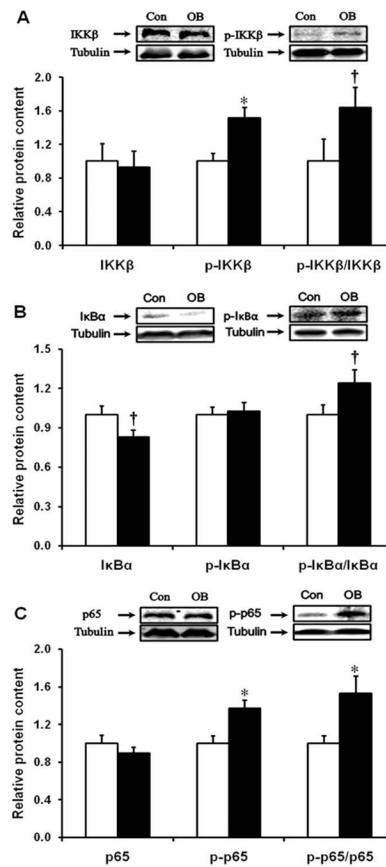 A
Con OB Con OB
IKKβ p-IKKβ
Tubulin Tubulin
Relative protein content
2.0
1.6
1.2
0.8
0.4
0.0
*
†
IKKβ p-IKKβ p-IKKβ/IKKβ
B
Con OB Con OB
IκBα p-IκBα
Tubulin Tubulin
Relative protein content
1.5
1.2
0.9
0.6
0.3
0.0
†
†
IκBα p-IκBα p-IκBα/IκBα
C
Con OB Con OB
p65 p-p65
Tubulin Tubulin
Relative protein content
2.0
1.6
1.2
0.8
0.4
0.0
*
*
p65 p-p65 p-p65/p65